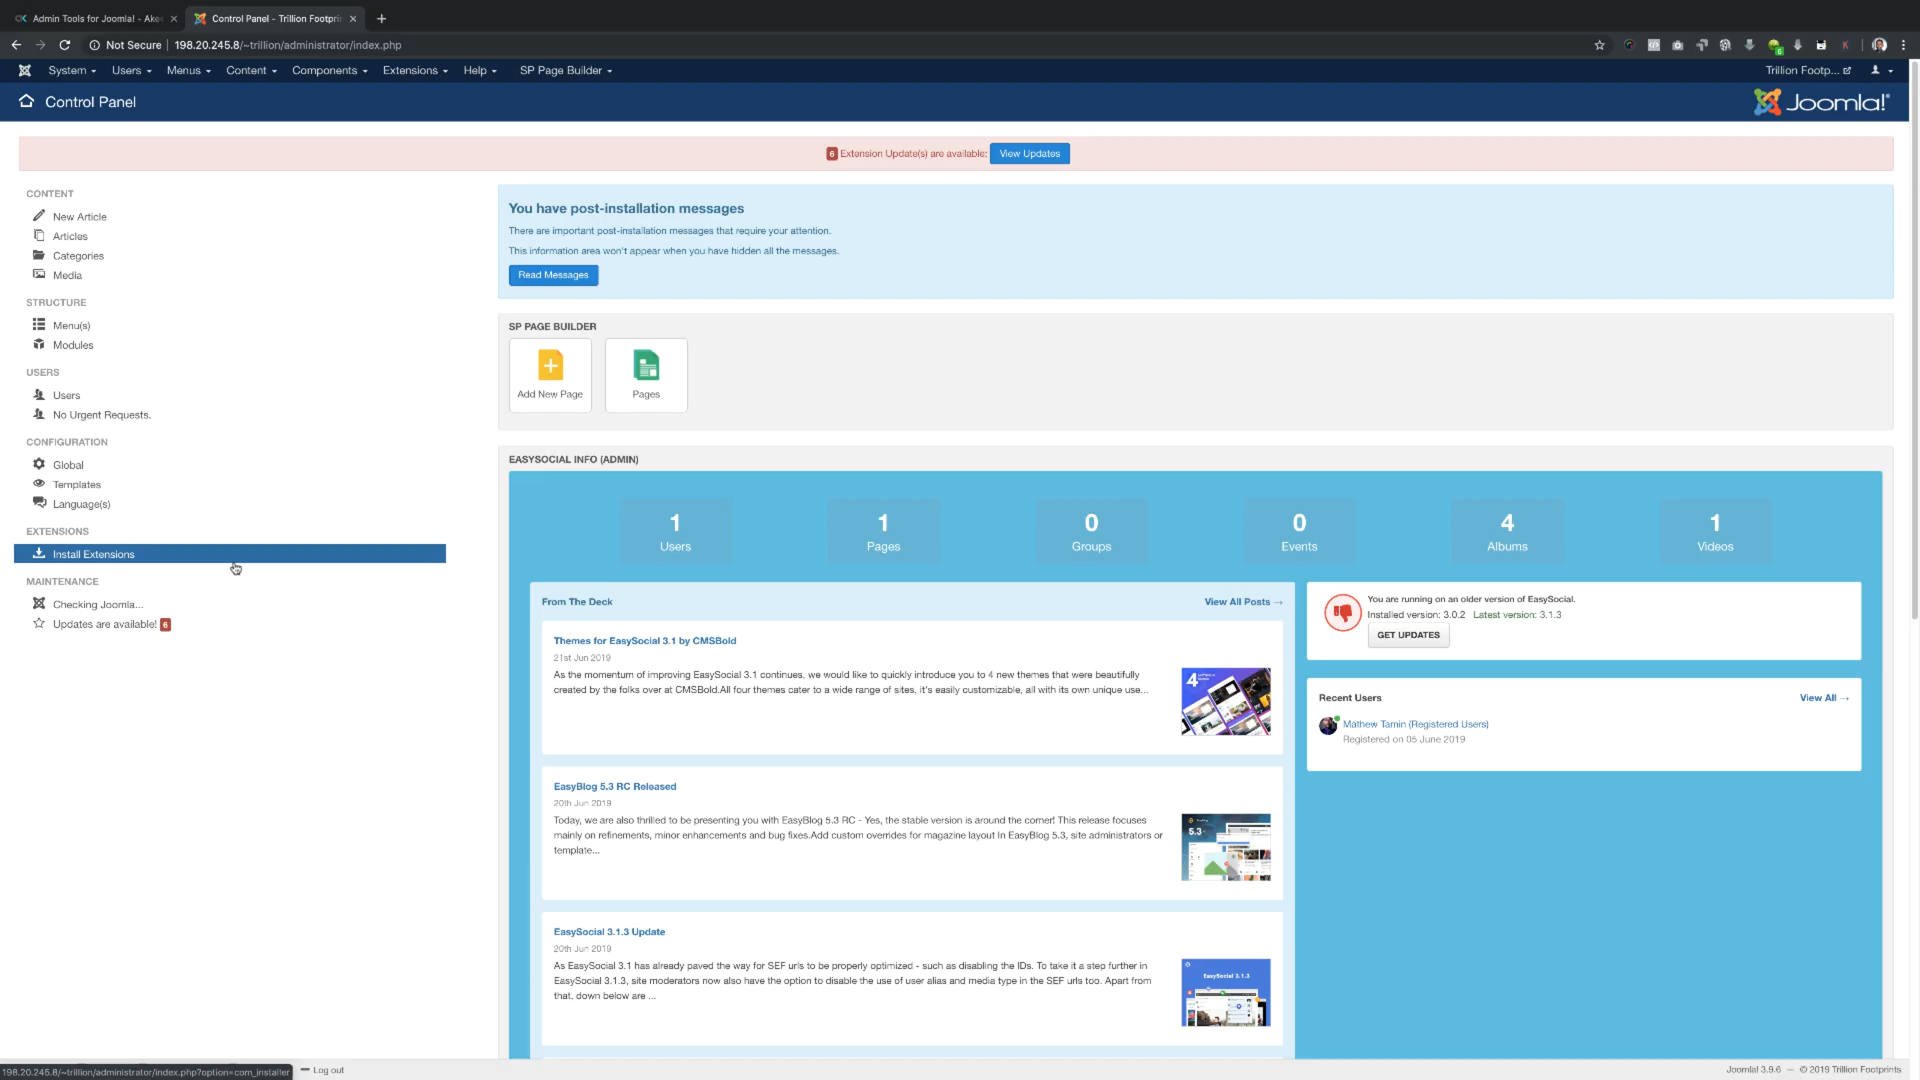 Admin Tools for Joomla! - Ake
Control Panel - Trillion Footpri
Not Secure | 198.20.245.8/~trillion/administrator/index.php
System Users Menus Content Components Extensions Help SP Page Builder
Trillion Footp...
Control Panel
Joomla!
6 Extension Update(s) are available: View Updates
CONTENT
New Article
Articles
Categories
Media
STRUCTURE
Menu(s)
Modules
USERS
Users
No Urgent Requests.
CONFIGURATION
Global
Templates
Language(s)
EXTENSIONS
Install Extensions
MAINTENANCE
Checking Joomla...
Updates are available! 6
You have post-installation messages
There are important post-installation messages that require your attention.
This information area won't appear when you have hidden all the messages.
Read Messages
SP PAGE BUILDER
Add New Page
Pages
EASYSOCIAL INFO (ADMIN)
1 1 0 0 4 1
Users Pages Groups Events Albums Videos
From The Deck
View All Posts →
Themes for EasySocial 3.1 by CMSBold
21st Jun 2019
As the momentum of improving EasySocial 3.1 continues, we would like to quickly introduce you to 4 new themes that were beautifully
created by the folks over at CMSBold.All four themes cater to a wide range of sites, it's easily customizable, all with its own unique use...
4
EasyBlog 5.3 RC Released
20th Jun 2019
Today, we are also thrilled to be presenting you with EasyBlog 5.3 RC - Yes, the stable version is around the corner! This release focuses
mainly on refinements, minor enhancements and bug fixes.Add custom overrides for magazine layout In EasyBlog 5.3, site administrators or
template...
5.3
EasySocial 3.1.3 Update
20th Jun 2019
As EasySocial 3.1 has already paved the way for SEF urls to be properly optimized - such as disabling the IDs. To take it a step further in
EasySocial 3.1.3, site moderators now also have the option to disable the use of user alias and media type in the SEF urls too. Apart from
that, down below are ...
EasySocial 3.1.3
You are running on an older version of EasySocial.
Installed version: 3.0.2 Latest version: 3.1.3
GET UPDATES
Recent Users
View All →
Mathew Tamin (Registered Users)
Registered on 05 June 2019
198.20.245.8/~trillion/administrator/index.php?option=com_installer
Log out
Joomla! 3.9.6 — © 2019 Trillion Footprints